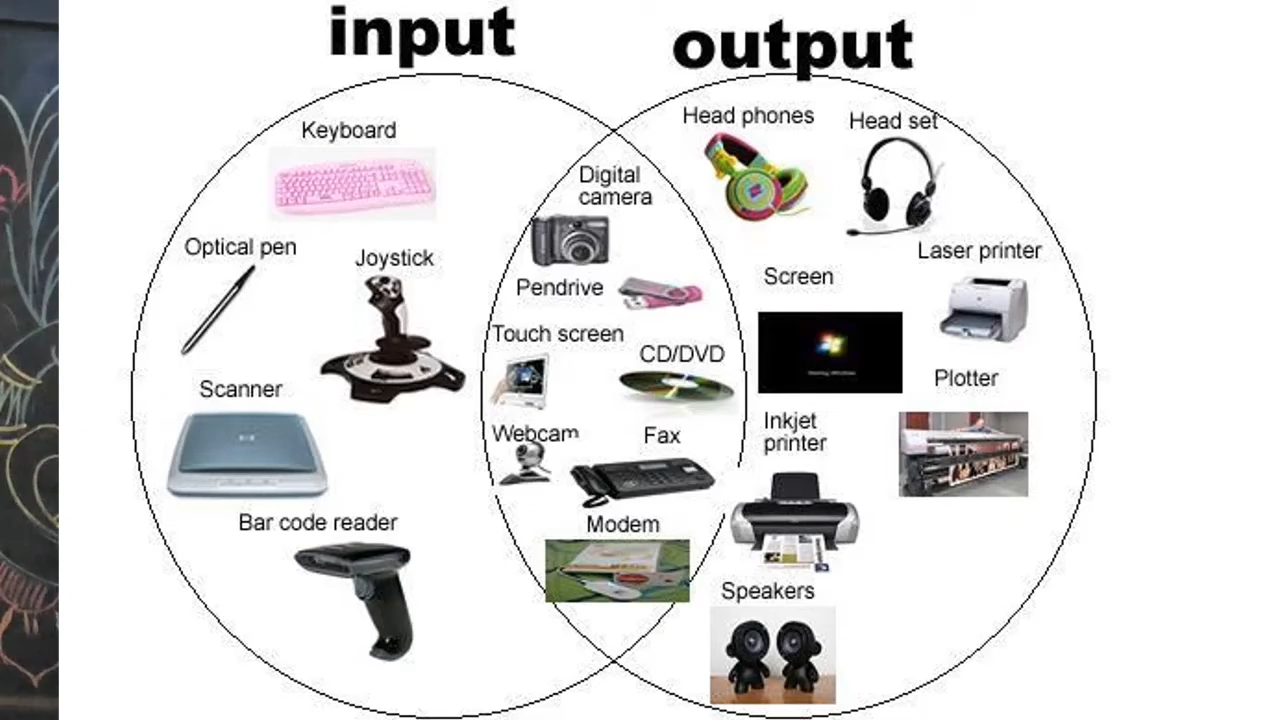 input
output
Keyboard
Head phones
Head set
Digital
camera
Optical pen
Joystick
Laser printer
Screen
Pendrive
Touch screen
CD/DVD
Scanner
Plotter
Inkjet
printer
Webcam
Fax
Bar code reader
Modem
Speakers